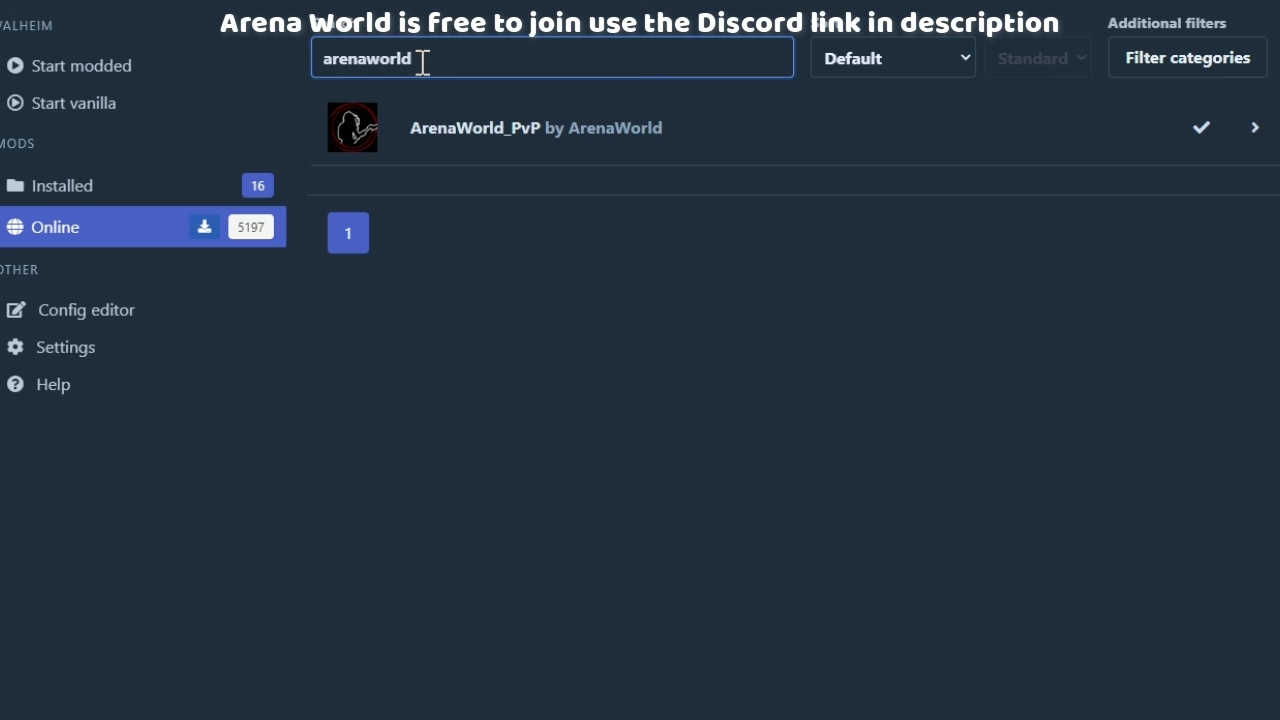 Arena World is free to join use the Discord link in description
VALHEIM
Start modded
Start vanilla
MODS
Installed
16
Online
5197
OTHER
Config editor
Settings
Help
arenaworld
Default
Standard
Additional filters
Filter categories
ArenaWorld_PvP by ArenaWorld
1